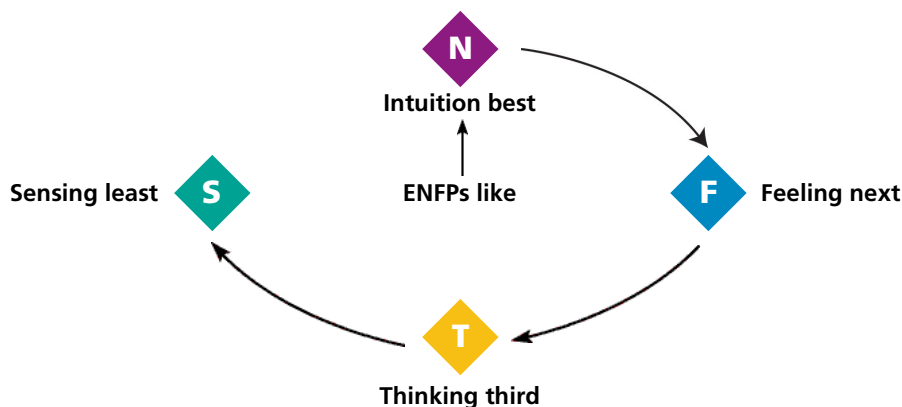 N
Intuition best
Sensing least
S
ENFPs like
F
Feeling next
T
Thinking third